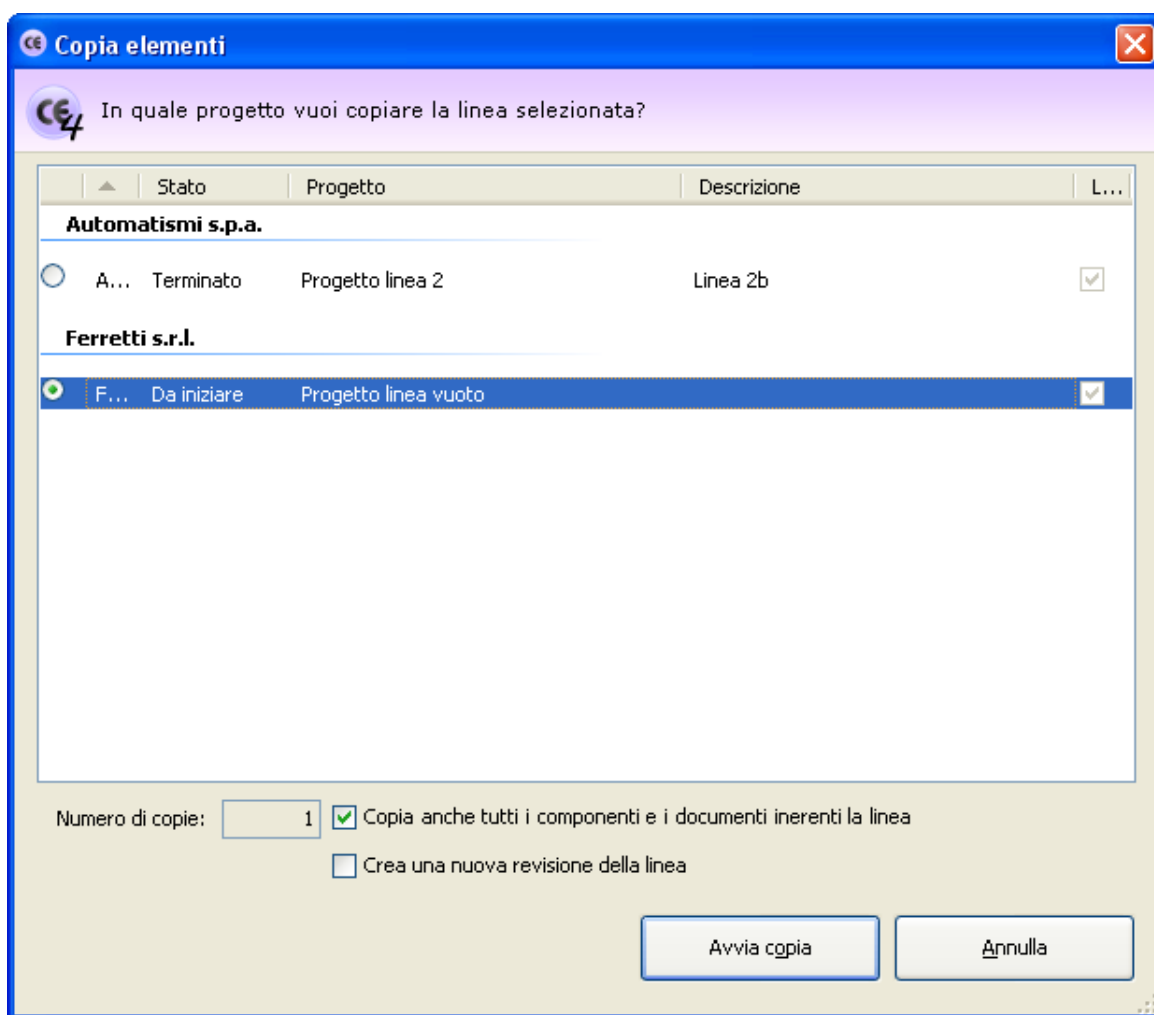 CE Copia elementi
CE4 In quale progetto vuoi copiare la linea selezionata?
Stato Progetto Descrizione L...
Automatismi s.p.a.
A... Terminato Progetto linea 2 Linea 2b
Ferretti s.r.l.
F... Da iniziare Progetto linea vuoto
Numero di copie: 1 Copia anche tutti i componenti e i documenti inerenti la linea
Crea una nuova revisione della linea
Avvia copia Annulla